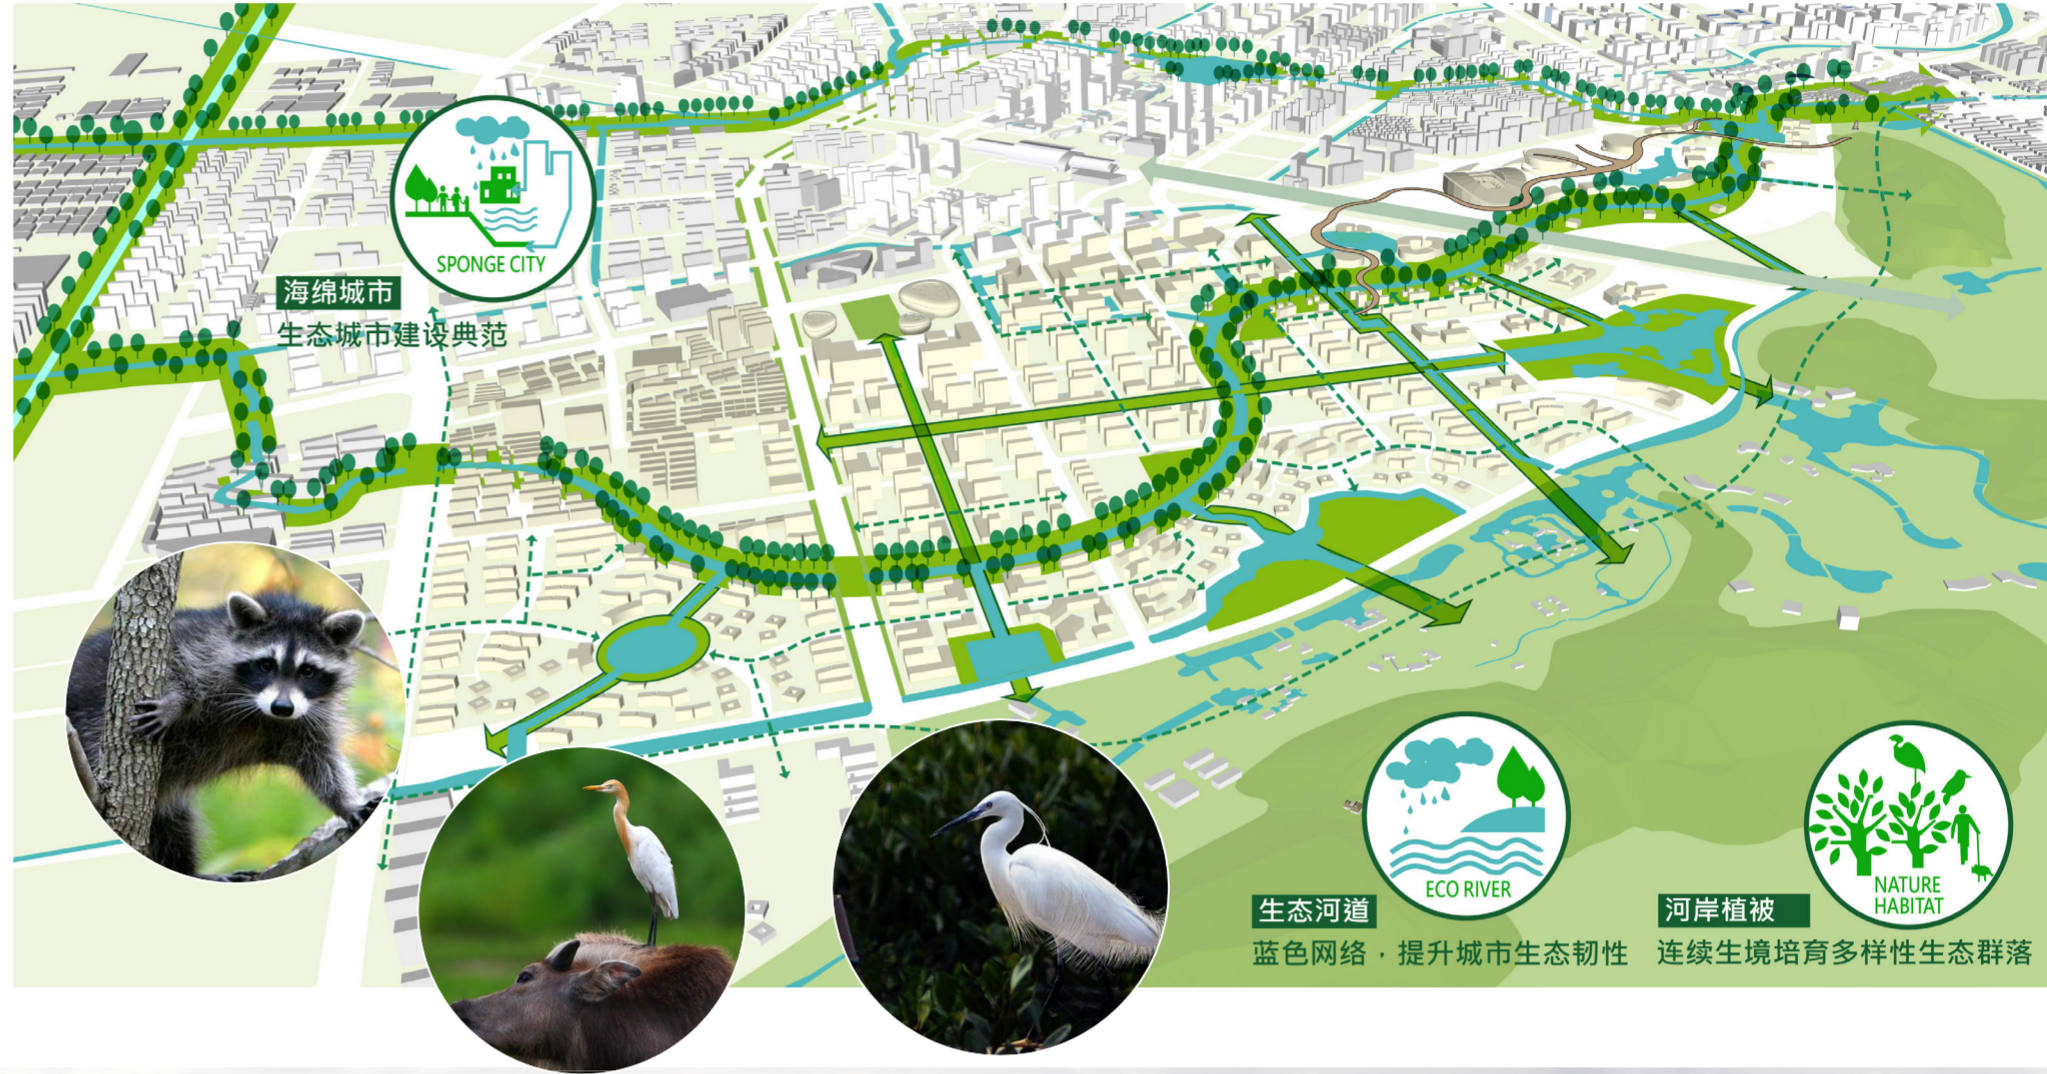 SPONGE CITY
海绵城市
生态城市建设典范
ECO RIVER
生态河道
蓝色网络·提升城市生态韧性
NATURE
HABITAT
河岸植被
连续生境培育多样性生态群落